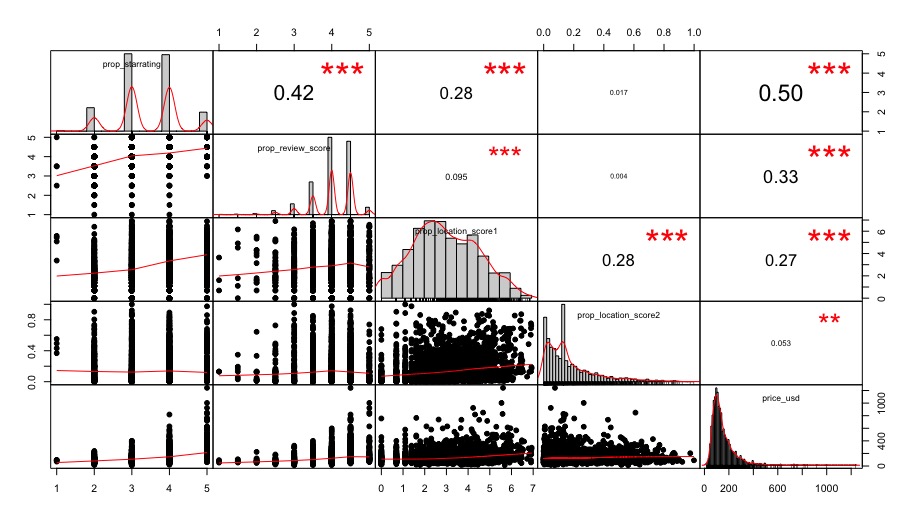 1 2 3 4 5 0.0 0.2 0.4 0.6 0.8 1.0
prop_starrating *** *** *** 5
0.42 0.28 0.017 0.50 4
3
2
1
5 prop_review_score *** *** 
4 0.095 0.004 0.33
3
2
1
prop_location_score1 *** *** 6
0.28 0.27 4
2
0
0.8 prop_location_score2 **
0.4 0.053
0.0
price_usd 1000
400
0
1 2 3 4 5 0 1 2 3 4 5 6 7 0 200 600 1000